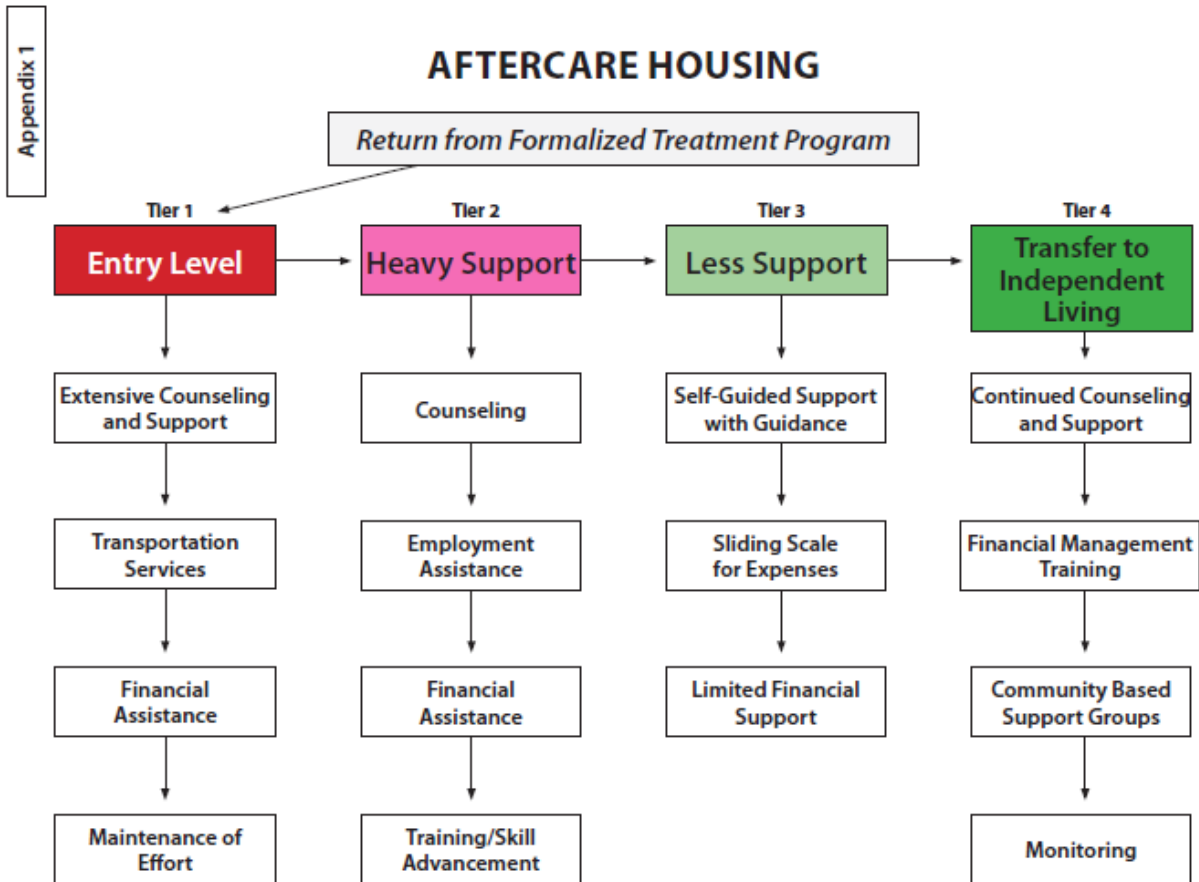 Appendix 1
AFTERCARE HOUSING
Return from Formalized Treatment Program
Tier 1
Entry Level
Extensive Counseling
and Support
Transportation
Services
Financial
Assistance
Maintenance of
Effort
Tier 2
Heavy Support
Counseling
Employment
Assistance
Financial
Assistance
Training/Skill
Advancement
Tier 3
Less Support
Self-Guided Support
with Guidance
Sliding Scale
for Expenses
Limited Financial
Support
Tier 4
Transfer to
Independent
Living
Continued Counseling
and Support
Financial Management
Training
Community Based
Support Groups
Monitoring